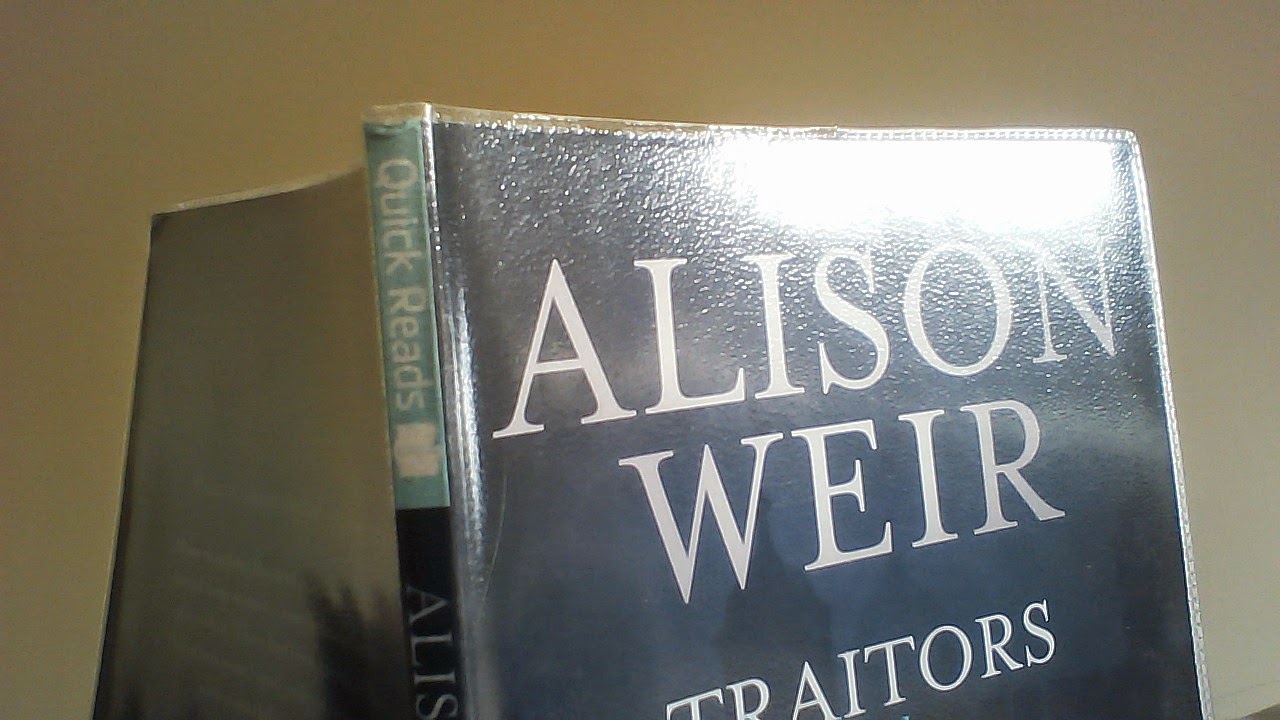 Quick Reads
ALIS
ALISON
WEIR
TRAITORS